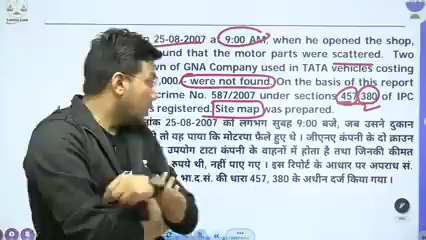 25-08-2007 a 9:00 AM, when he opened the shop,
ound that the motor parts were scattered. Two
wn of GNA Company used in TATA vehicles costing
,000/- were not found. On the basis of this report
crime No. 587/2007 under sections 457, 380 of IPC
s registered. Site map was prepared.
ांक 25-08-2007 को लगभग सुबह 9:00 बजे, जब उसने दुकान
तो यह पाया कि मोटरपा फैले हुए थे । जीएनए कंपनी के दो क्राउन
उपयोग टाटा कंपनी के वाहनों में होता है तथा जिनकी कीमत
रुपये थी, नहीं पाए गए । इस रिपोर्ट के आधार पर अपराध सं.
भा.द.सं. की धारा 457, 380 के अधीन दर्ज किया गया ।